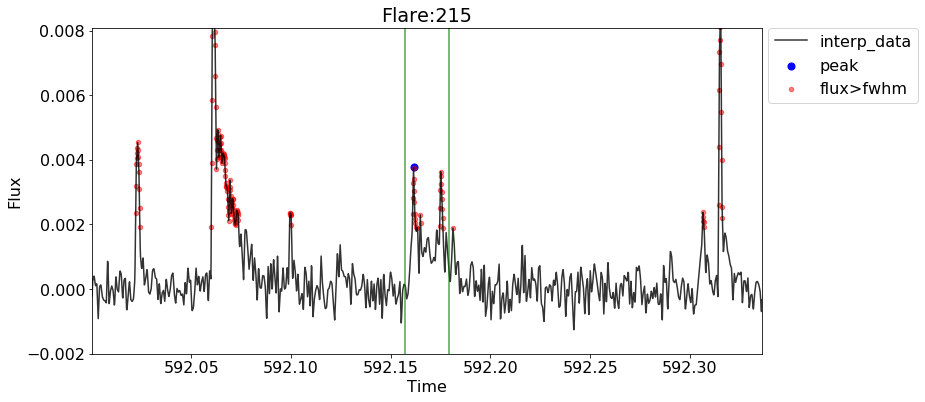 Flare:215
interp_data
peak
flux>fwhm
0.008
0.006
0.004
0.002
0.000
−0.002
Flux
592.05
592.10
592.15
592.20
592.25
592.30
Time